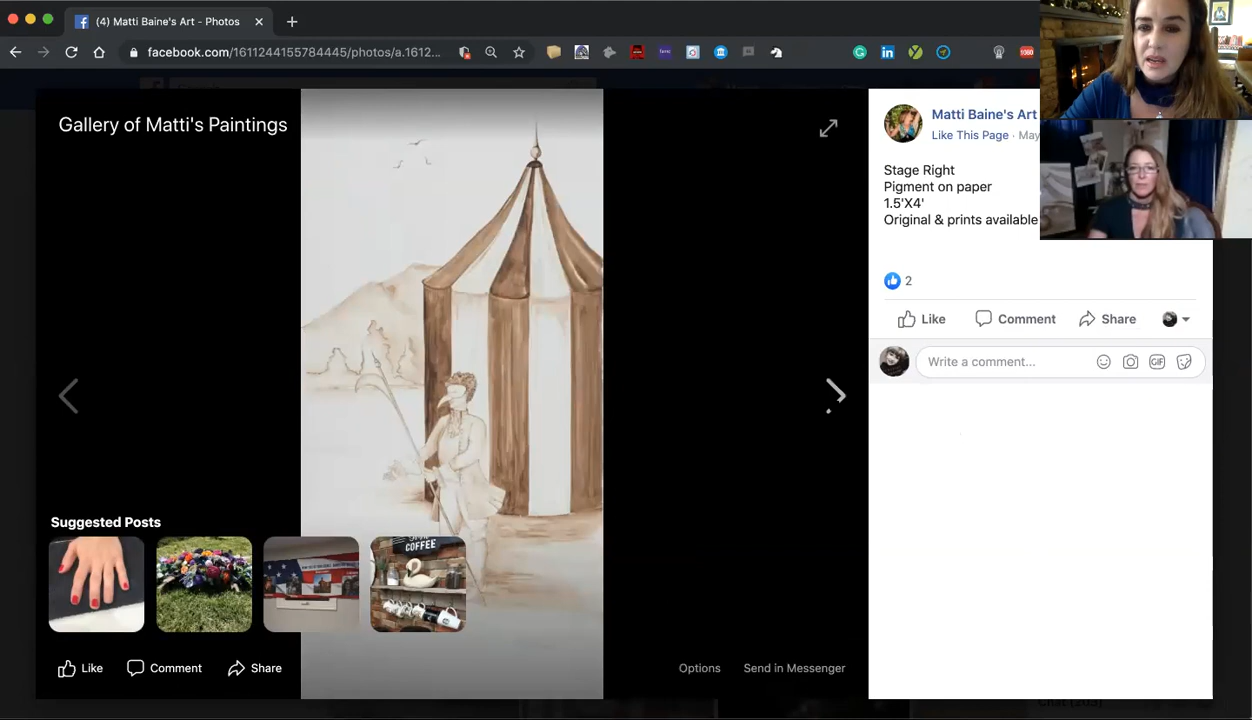 (4) Matti Baine's Art - Photos
facebook.com/1611244155784445/photos/a.1612...
1060
Gallery of Matti's Paintings
Matti Baine's Art
Like This Page · May
Stage Right
Pigment on paper
1.5'X4'
Original & prints available
2
Like Comment Share
Write a comment...
GIF
Suggested Posts
COFFEE
Like Comment Share
Options Send in Messenger